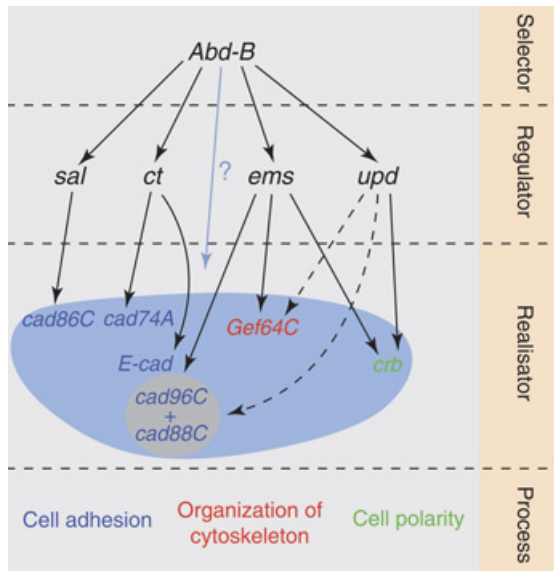 Abd-B
Selector
sal ct ? ems upd
Regulator
cad86C cad74A Gef64C
E-cad crb
cad96C
+
cad88C
Realisator
Cell adhesion
Organization of
cytoskeleton
Cell polarity
Process